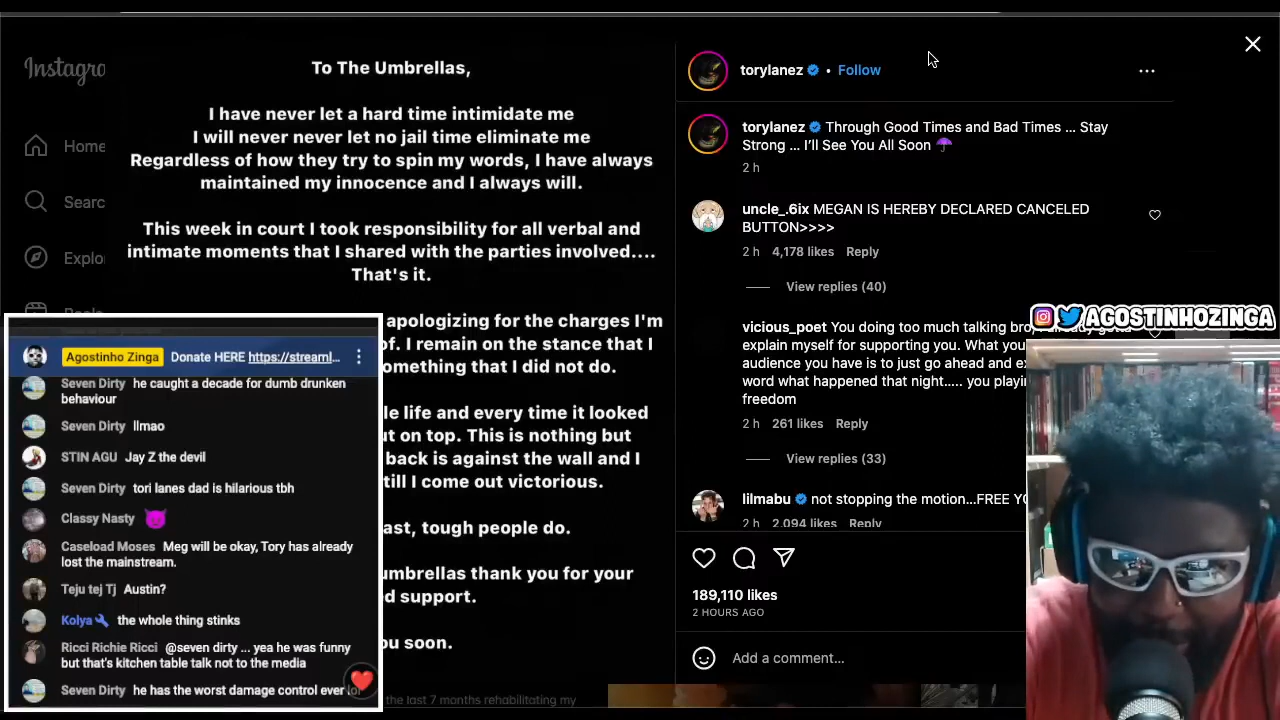 Instagra
Home
Searc
Explo
To The Umbrellas,
I have never let a hard time intimidate me
I will never never let no jail time eliminate me
Regardless of how they try to spin my words, I have always
maintained my innocence and I always will.
This week in court I took responsibility for all verbal and
intimate moments that I shared with the parties involved....
That's it.
apologizing for the charges I'm
of. I remain on the stance that I
omething that I did not do.
le life and every time it looked
ut on top. This is nothing but
back is against the wall and I
till I come out victorious.
ast, tough people do.
umbrellas thank you for your
d support.
ou soon.
the last 7 months rehabilitating my
torylanez • Follow
torylanez Through Good Times and Bad Times ... Stay
Strong ... I'll See You All Soon ☂
2 h
uncle_.6ix MEGAN IS HEREBY DECLARED CANCELED
BUTTON>>>>
2 h 4,178 likes Reply
View replies (40)
vicious_poet You doing too much talking bro,
explain myself for supporting you. What you
audience you have is to just go ahead and ex
word what happened that night..... you playi
freedom
2 h 261 likes Reply
View replies (33)
lilmabu not stopping the motion...FREE YO
2 h 2,094 likes Reply
189,110 likes
2 HOURS AGO
Add a comment...
AGOSTINHOZINGA
Agostinho Zinga Donate HERE https://streaml...
Seven Dirty he caught a decade for dumb drunken
behaviour
Seven Dirty llmao
STIN AGU Jay Z the devil
Seven Dirty tori lanes dad is hilarious tbh
Classy Nasty 😈
Caseload Moses Meg will be okay, Tory has already
lost the mainstream.
Teju tej Tj Austin?
Kolya the whole thing stinks
Ricci Richie Ricci @seven dirty ... yea he was funny
but that's kitchen table talk not to the media
Seven Dirty he has the worst damage control ever lol